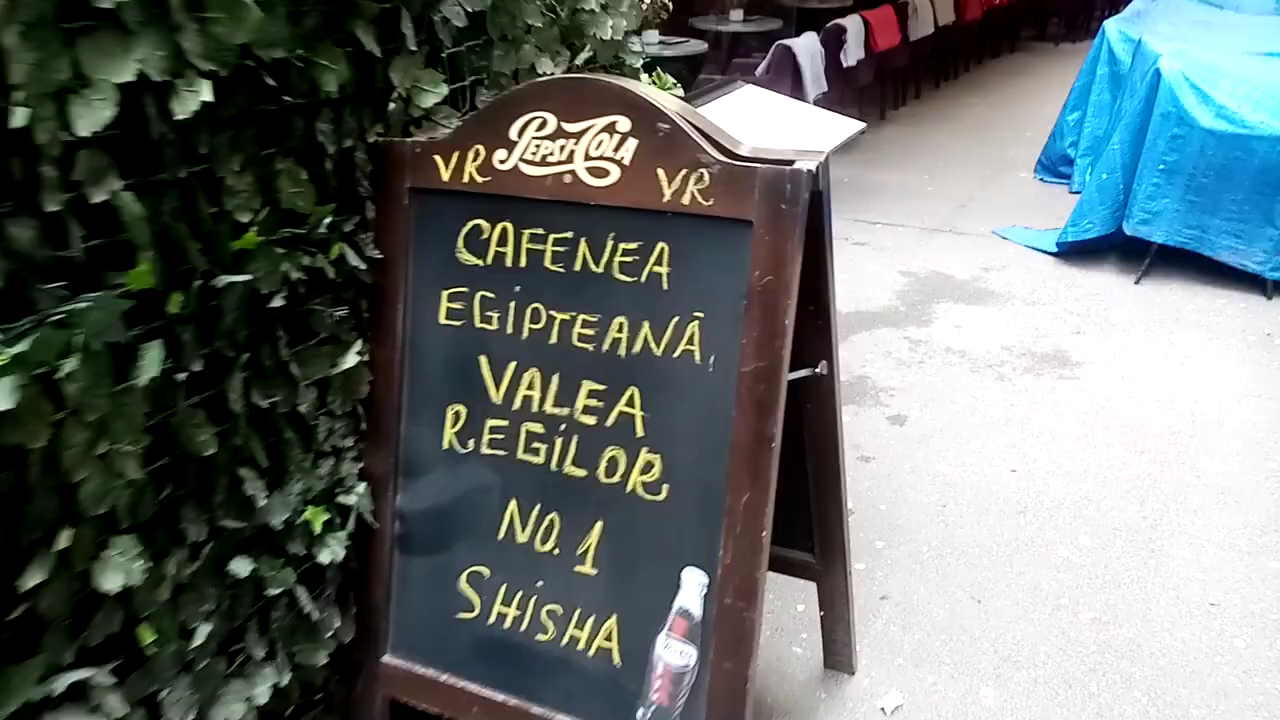 PEPSI-COLA
VR VR
CAFENEA
EGIPTEANĂ,
VALEA
REGILOR
NO. 1
SHISHA